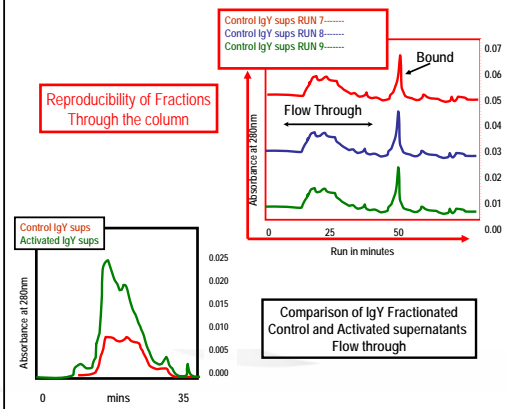 Control IgY sups RUN 7-------
Control IgY sups RUN 8-------
Control IgY sups RUN 9-------
Reproducibility of Fractions
Through the column
Bound
Flow Through
Absorbance at 280nm
0.07
0.06
0.05
0.04
0.03
0.02
0.01
0.00
0 25 50
Run in minutes
Control IgY sups
Activated IgY sups
Absorbance at 280nm
0.025
0.020
0.015
0.010
0.005
0.000
0 mins 35
Comparison of IgY Fractionated
Control and Activated supernatants
Flow through